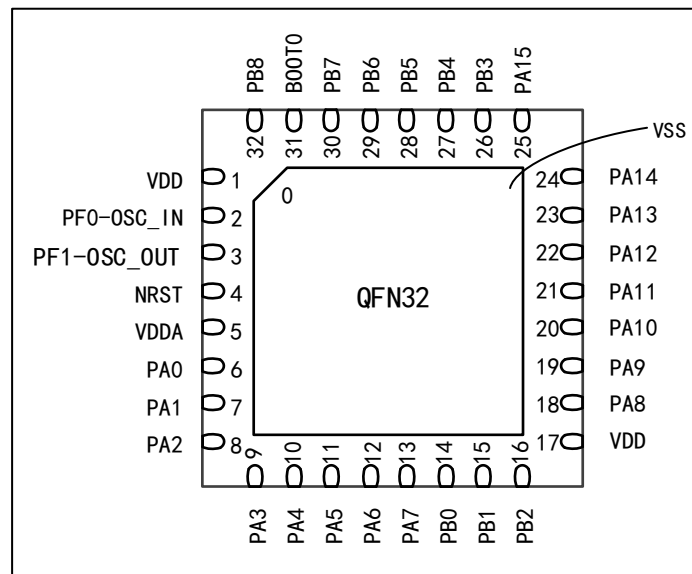 PB8 BOOT0 PB7 PB6 PB5 PB4 PB3 PA15
32 31 30 29 28 27 26 25
VSS
VDD 1 0 24 PA14
PF0-OSC_IN 2 23 PA13
PF1-OSC_OUT 3 22 PA12
NRST 4 QFN32 21 PA11
VDDA 5 20 PA10
PA0 6 19 PA9
PA1 7 18 PA8
PA2 8 17 VDD
9 10 11 12 13 14 15 16
PA3 PA4 PA5 PA6 PA7 PB0 PB1 PB2